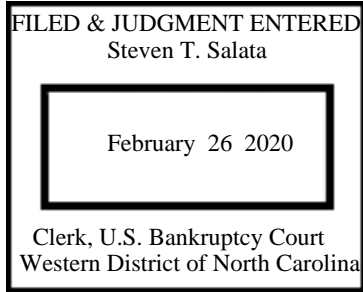 FILED & JUDGMENT ENTERED
Steven T. Salata
February 26 2020
Clerk, U.S. Bankruptcy Court
Western District of North Carolina